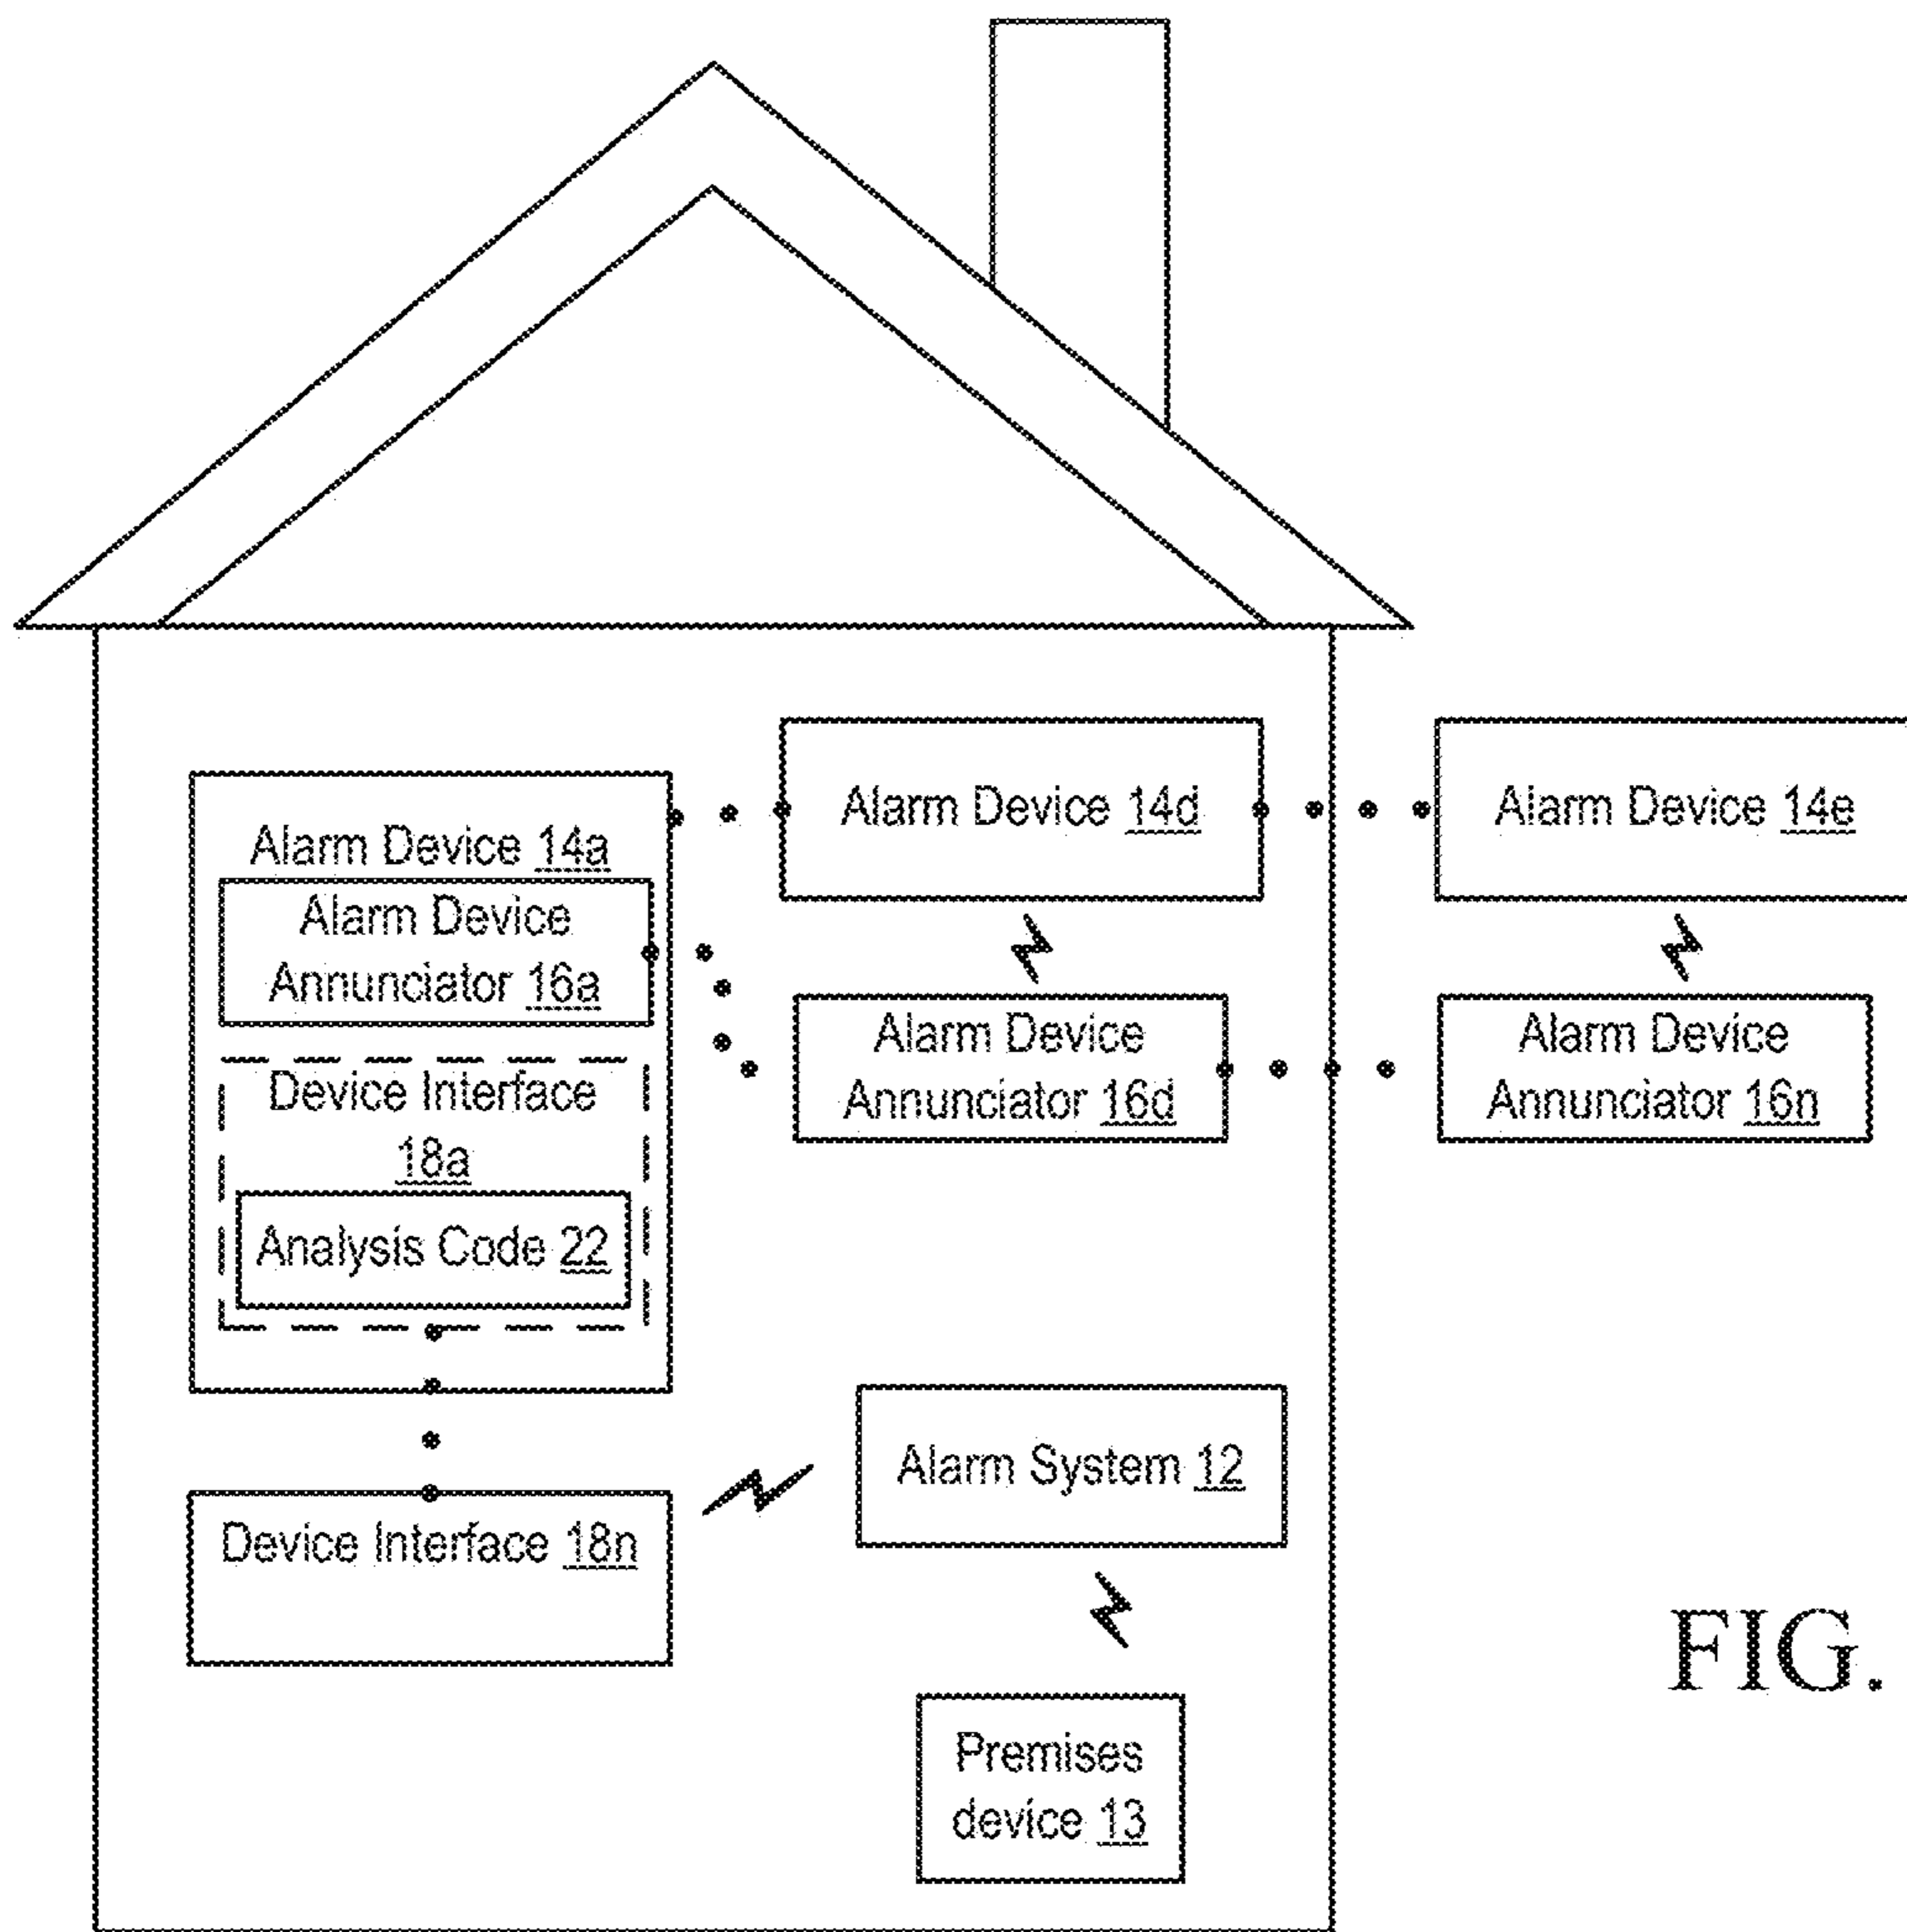 Alarm Device 14d
Alarm Device 14e
Alarm Device 14a
Alarm Device
Annunciator 16a
Alarm Device
Annunciator 16d
Alarm Device
Annunciator 16n
Device Interface
18a
Analysis Code 22
Alarm System 12
Device Interface 18n
Premises
device 13
FIG.